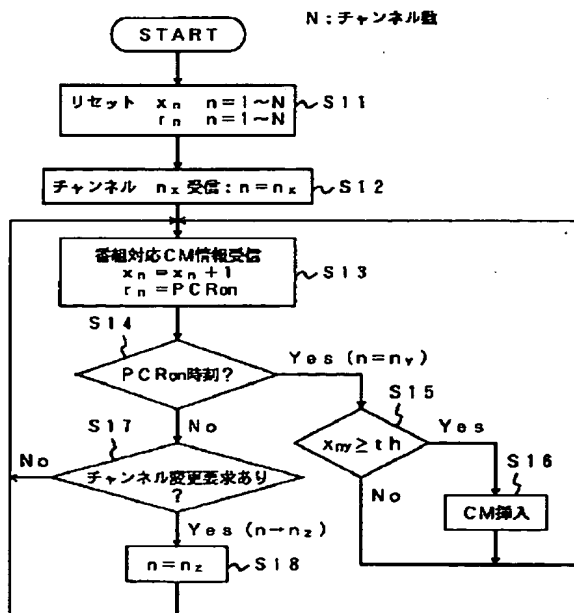 N：チャンネル数
START
リセット xn n＝1～N
rn n＝1～N
S11
チャンネル nx 受信：n＝nx
S12
番組対応CM情報受信
xn＝xn＋1
rn＝PCRon
S13
S14
PCRon時刻？
Yes（n＝nY）
No
S15
xny≥th
Yes
No
S16
CM挿入
S17
チャンネル変更要求あり
？
No
Yes（n→nz）
n＝nz
S18